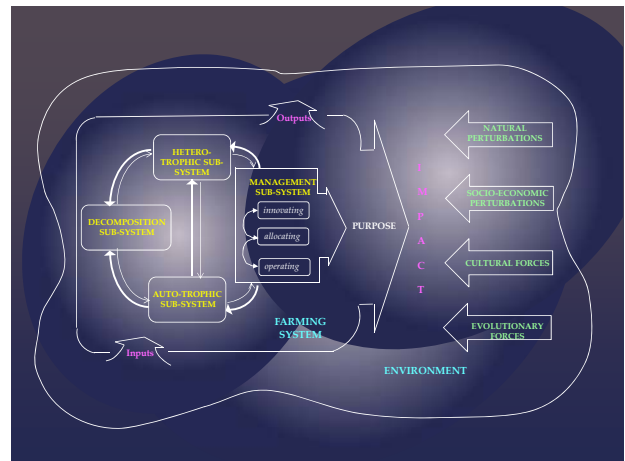 Outputs
HETERO-
TROPHIC SUB-
SYSTEM
MANAGEMENT
SUB-SYSTEM
innovating
allocating
operating
DECOMPOSITION
SUB-SYSTEM
AUTO-TROPHIC
SUB-SYSTEM
PURPOSE
FARMING
SYSTEM
Inputs
I
M
P
A
C
T
NATURAL
PERTURBATIONS
SOCIO-ECONOMIC
PERTURBATIONS
CULTURAL FORCES
EVOLUTIONARY
FORCES
ENVIRONMENT